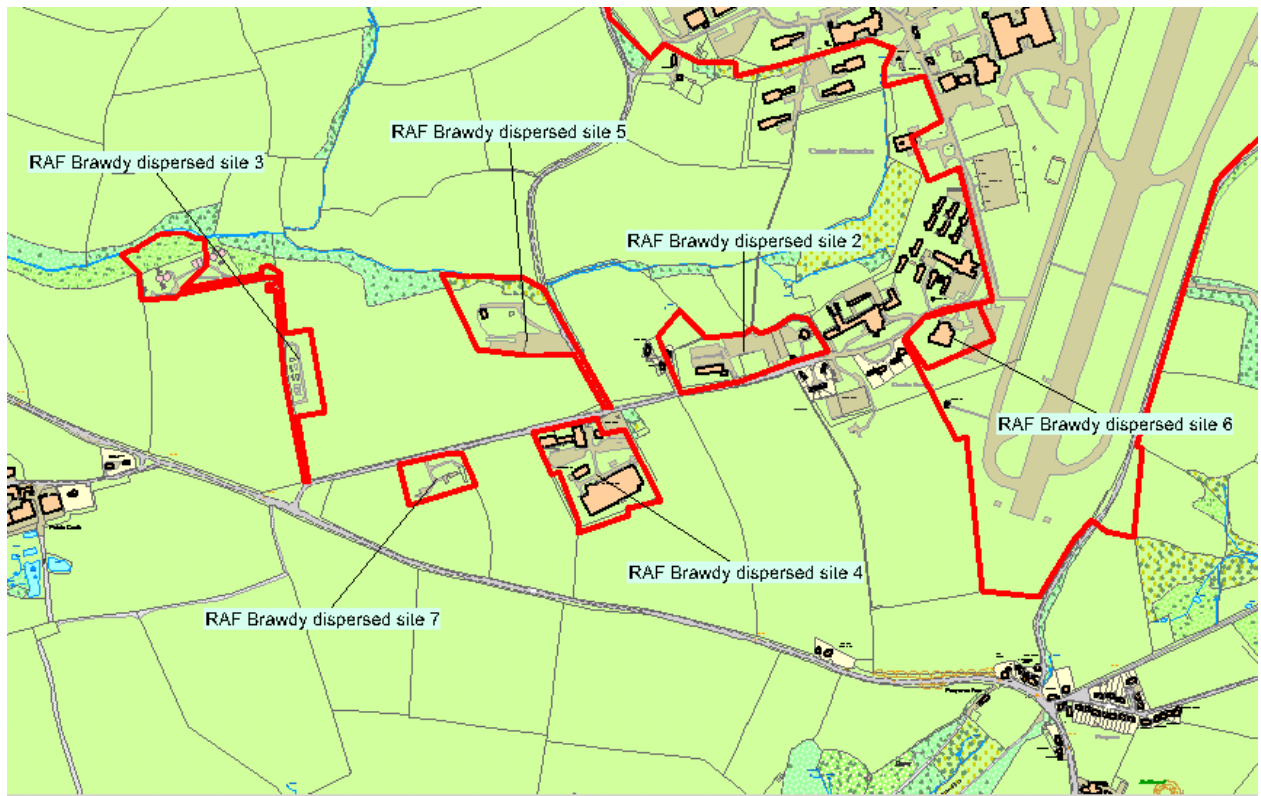 RAF Brawdy dispersed site 5
RAF Brawdy dispersed site 3
RAF Brawdy dispersed site 2
RAF Brawdy dispersed site 6
RAF Brawdy dispersed site 4
RAF Brawdy dispersed site 7